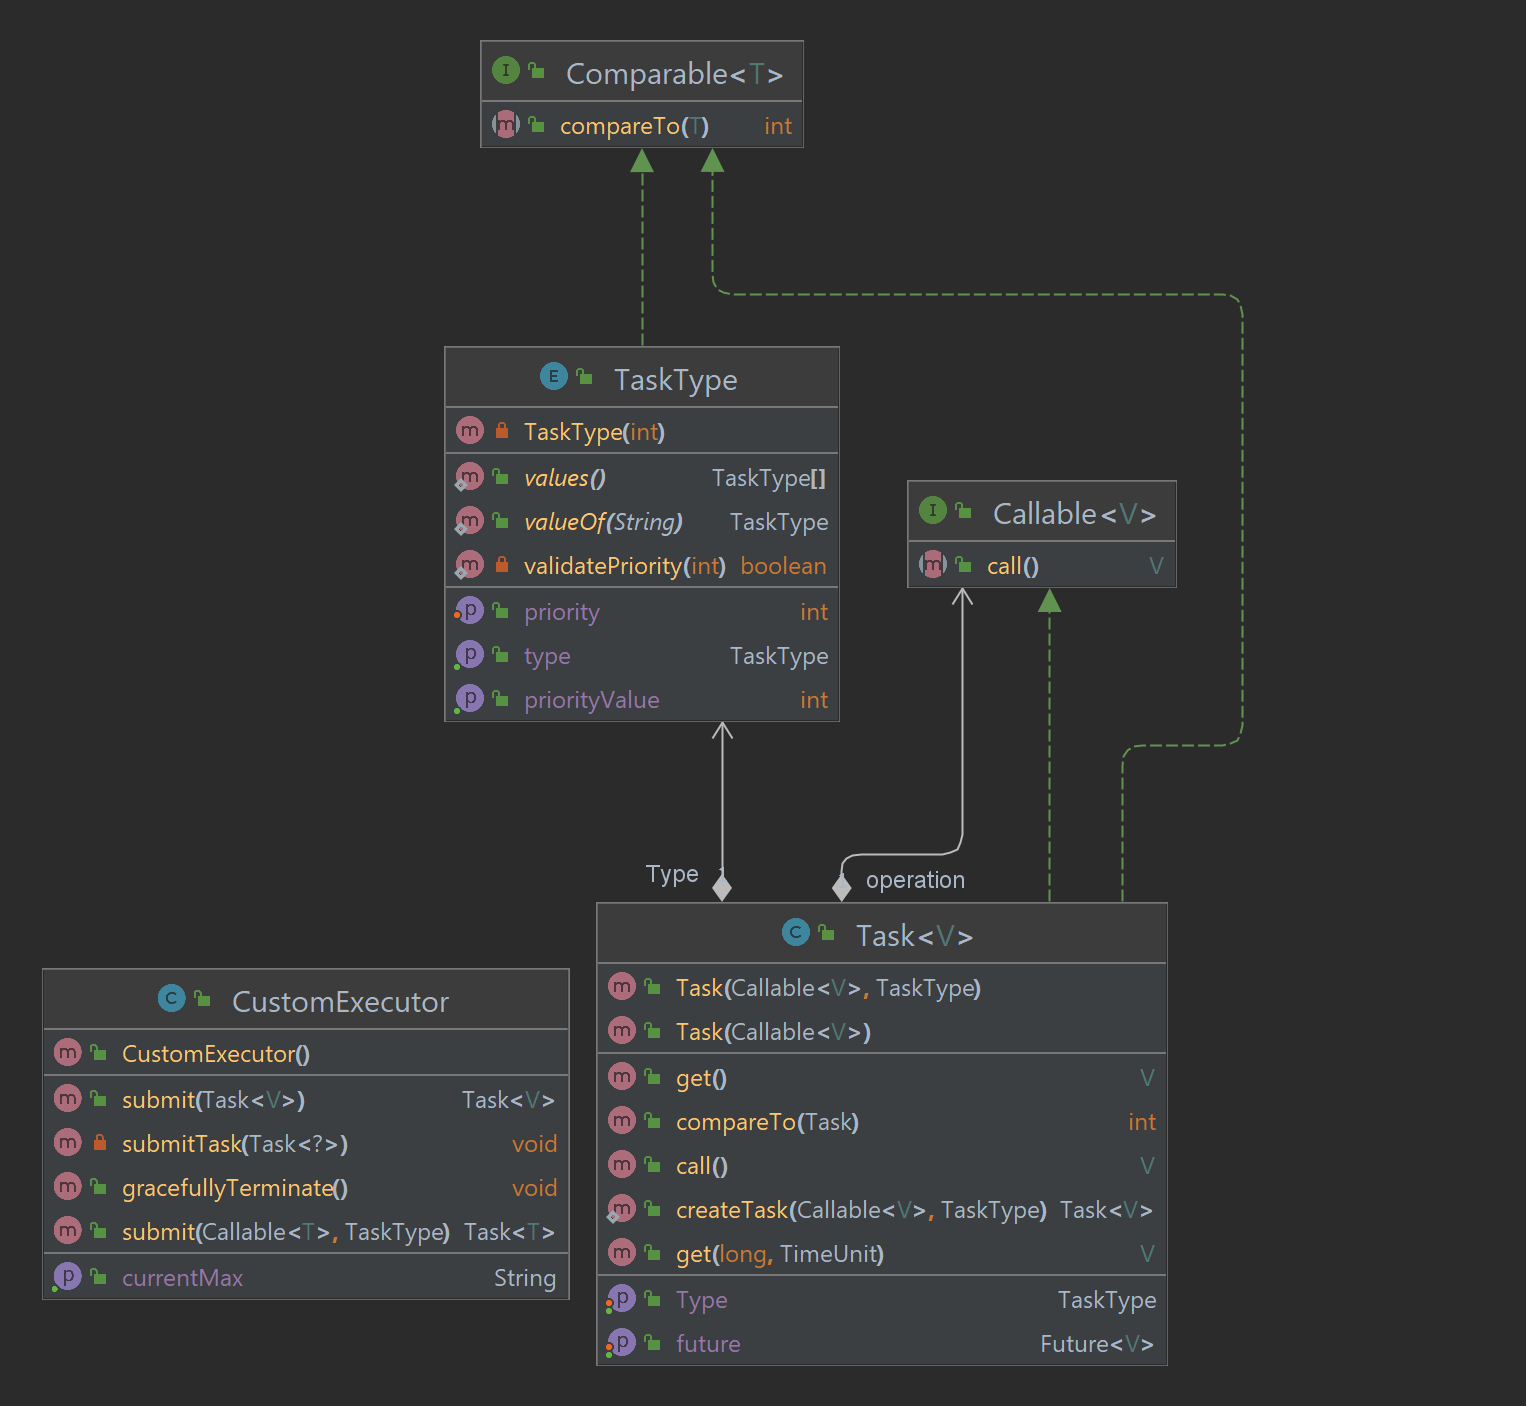 Comparable<T>
compareTo(T) int
TaskType
TaskType(int)
values() TaskType[]
valueOf(String) TaskType
validatePriority(int) boolean
priority int
type TaskType
priorityValue int
Callable<V>
call() V
Type
operation
Task<V>
Task(Callable<V>, TaskType)
Task(Callable<V>)
get() V
compareTo(Task) int
call() V
createTask(Callable<V>, TaskType) Task<V>
get(long, TimeUnit) V
Type TaskType
future Future<V>
CustomExecutor
CustomExecutor()
submit(Task<V>) Task<V>
submitTask(Task<?>) void
gracefullyTerminate() void
submit(Callable<T>, TaskType) Task<T>
currentMax String